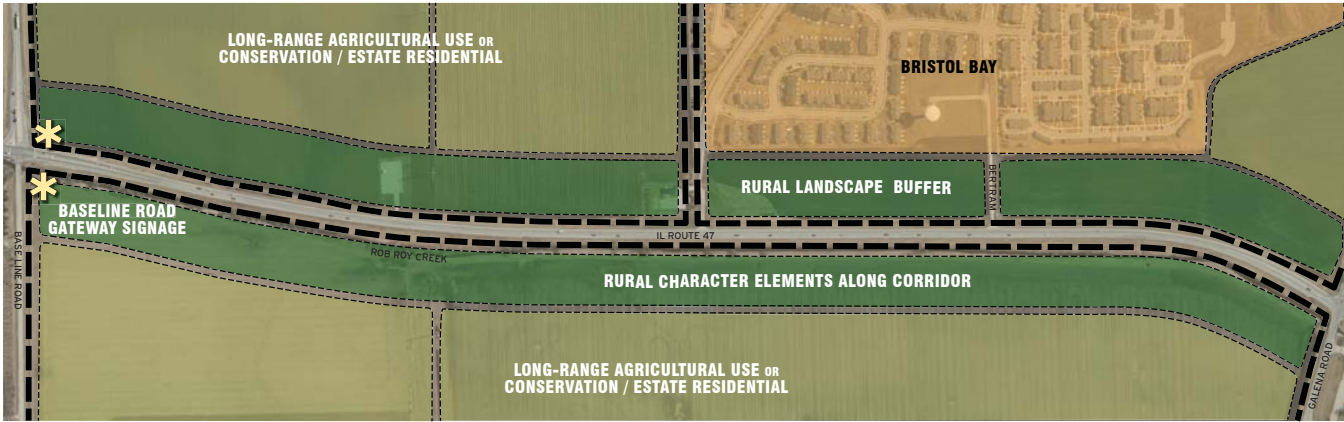 LONG-RANGE AGRICULTURAL USE OR
CONSERVATION / ESTATE RESIDENTIAL
BRISTOL BAY
RURAL LANDSCAPE BUFFER
BERTRAM
BASELINE ROAD
GATEWAY SIGNAGE
IL ROUTE 47
ROB ROY CREEK
BASE LINE ROAD
RURAL CHARACTER ELEMENTS ALONG CORRIDOR
LONG-RANGE AGRICULTURAL USE OR
CONSERVATION / ESTATE RESIDENTIAL
GALENA ROAD